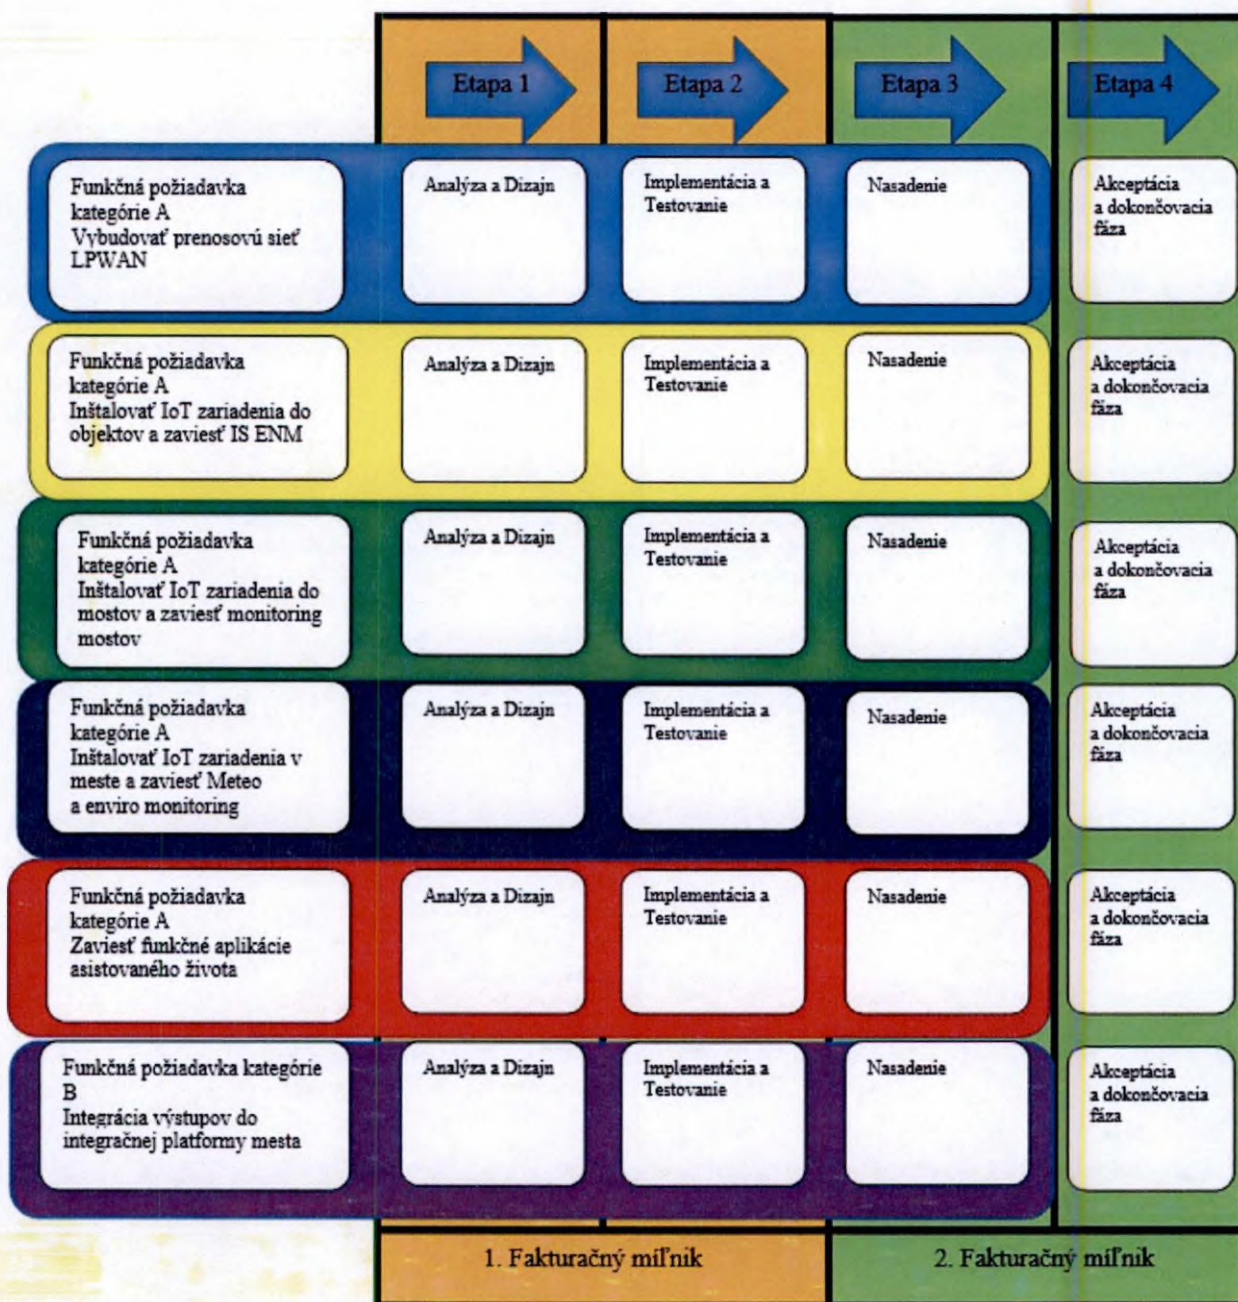 Etapa 1
Etapa 2
Etapa 3
Etapa 4
Funkčná požiadavka
kategórie A
Vybudovať prenosovú sieť
LPWAN
Analýza a Dizajn
Implementácia a
Testovanie
Nasadenie
Akceptácia
a dokončovacia
fáza
Funkčná požiadavka
kategórie A
Inštalovať IoT zariadenia do
objektov a zaviesť IS ENM
Analýza a Dizajn
Implementácia a
Testovanie
Nasadenie
Akceptácia
a dokončovacia
fáza
Funkčná požiadavka
kategórie A
Inštalovať IoT zariadenia do
mostov a zaviesť monitoring
mostov
Analýza a Dizajn
Implementácia a
Testovanie
Nasadenie
Akceptácia
a dokončovacia
fáza
Funkčná požiadavka
kategórie A
Inštalovať IoT zariadenia v
meste a zaviesť Meteo
a enviro monitoring
Analýza a Dizajn
Implementácia a
Testovanie
Nasadenie
Akceptácia
a dokončovacia
fáza
Funkčná požiadavka
kategórie A
Zaviesť funkčné aplikácie
asistovaného života
Analýza a Dizajn
Implementácia a
Testovanie
Nasadenie
Akceptácia
a dokončovacia
fáza
Funkčná požiadavka kategórie
B
Integrácia výstupov do
integračnej platformy mesta
Analýza a Dizajn
Implementácia a
Testovanie
Nasadenie
Akceptácia
a dokončovacia
fáza
1. Fakturačný míľnik
2. Fakturačný míľnik